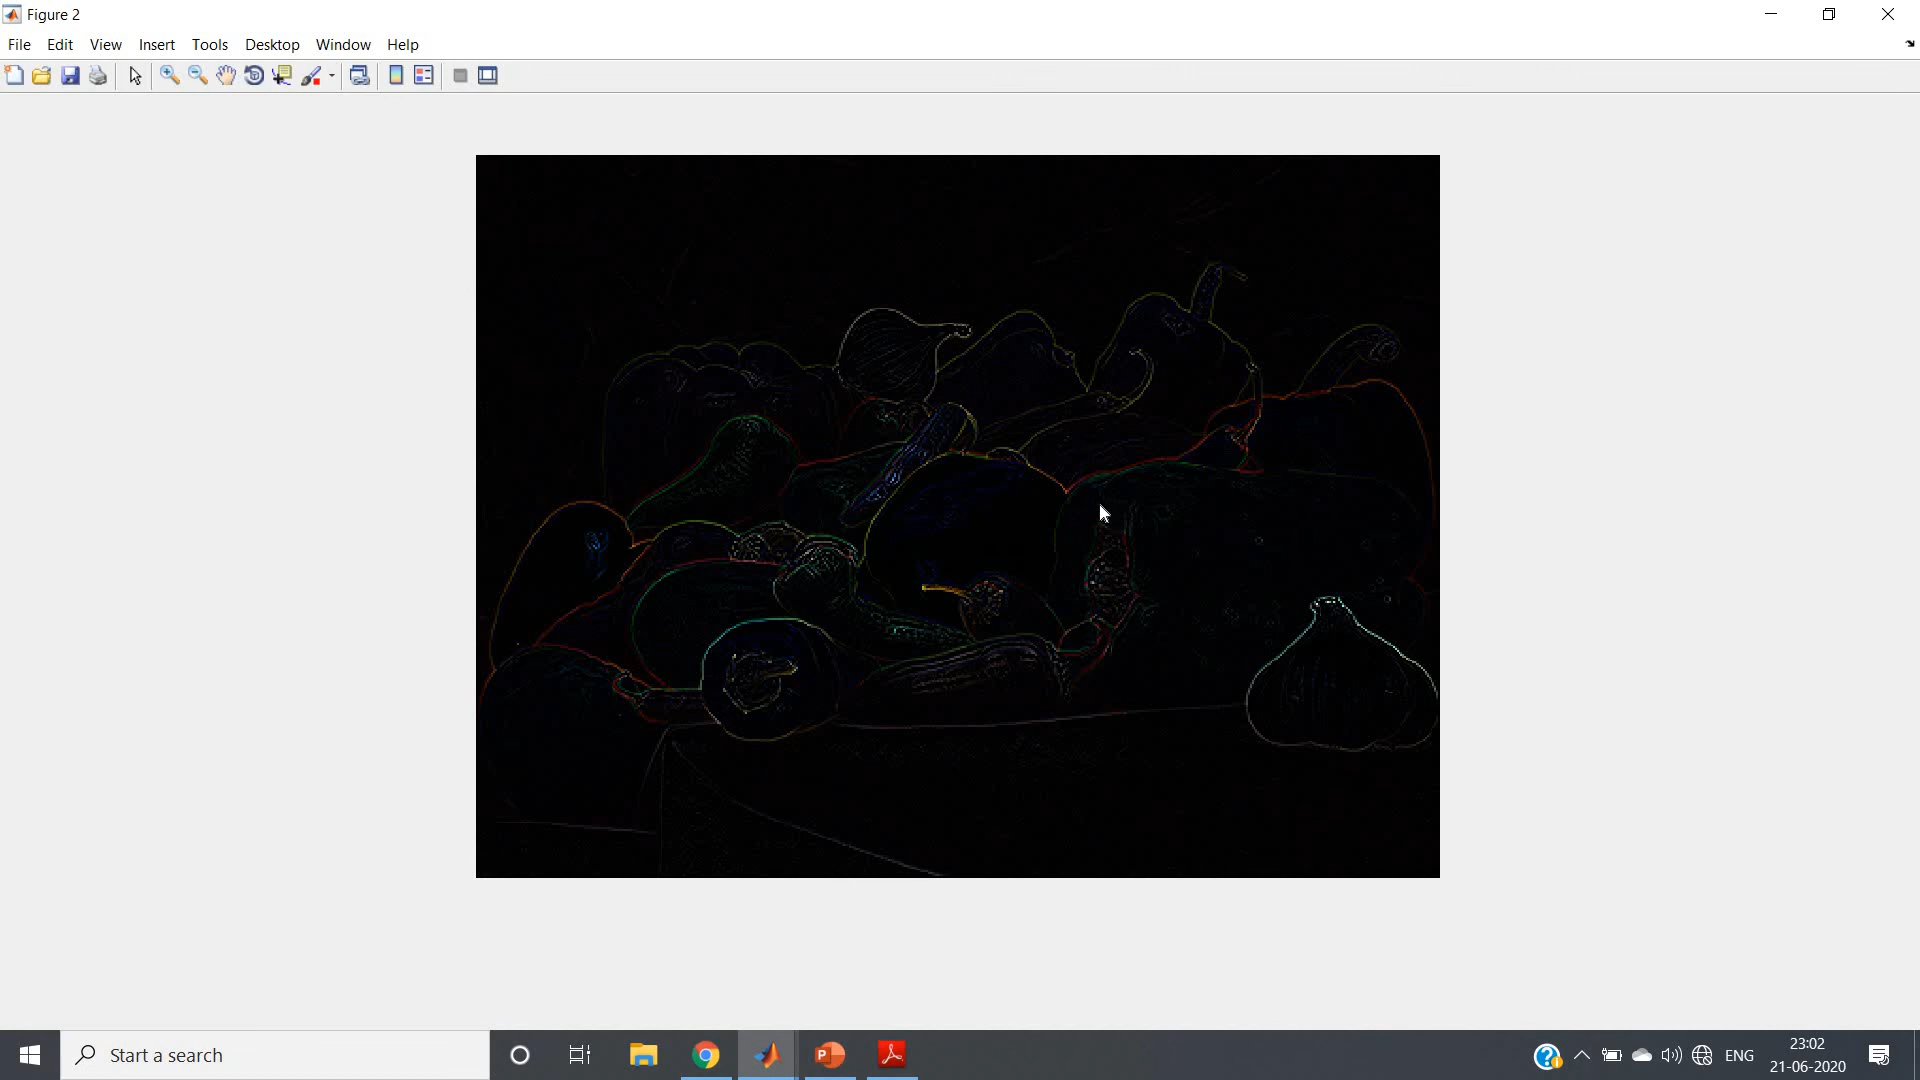 Figure 2
File Edit View Insert Tools Desktop Window Help
Start a search
P
ENG
23:02
21-06-2020